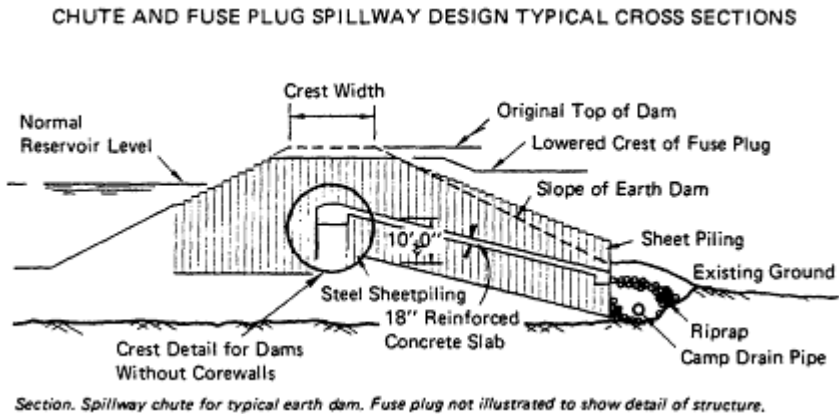 CHUTE AND FUSE PLUG SPILLWAY DESIGN TYPICAL CROSS SECTIONS
Crest Width
Original Top of Dam
Normal
Reservoir Level
Lowered Crest of Fuse Plug
Slope of Earth Dam
10'-0"
Sheet Piling
Existing Ground
Steel Sheetpiling
18" Reinforced
Concrete Slab
Riprap
Camp Drain Pipe
Crest Detail for Dams
Without Corewalls
Section. Spillway chute for typical earth dam. Fuse plug not illustrated to show detail of structure.